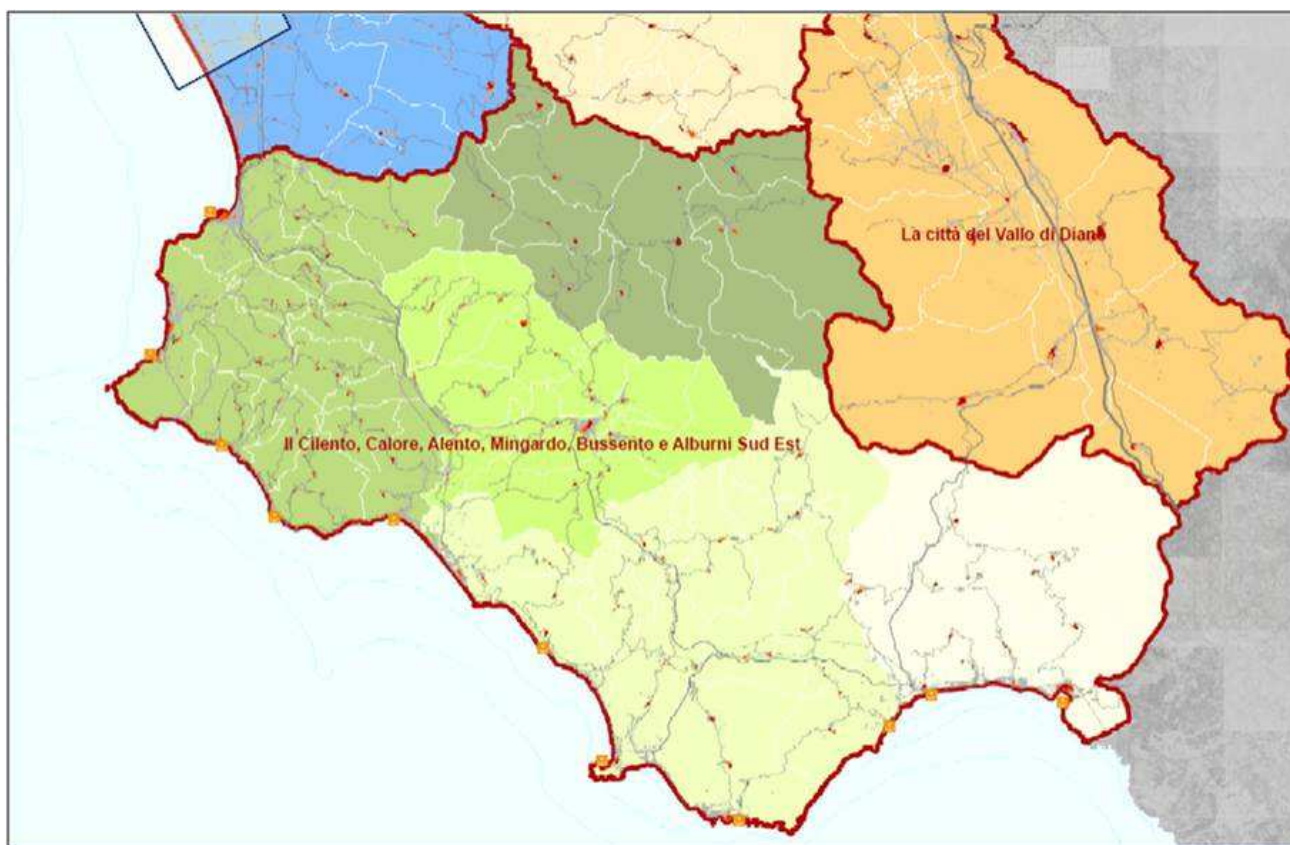 La città del Vallo di Diano
Il Cilento, Calore, Alento, Mingardo, Bussento e Alburni Sud Est